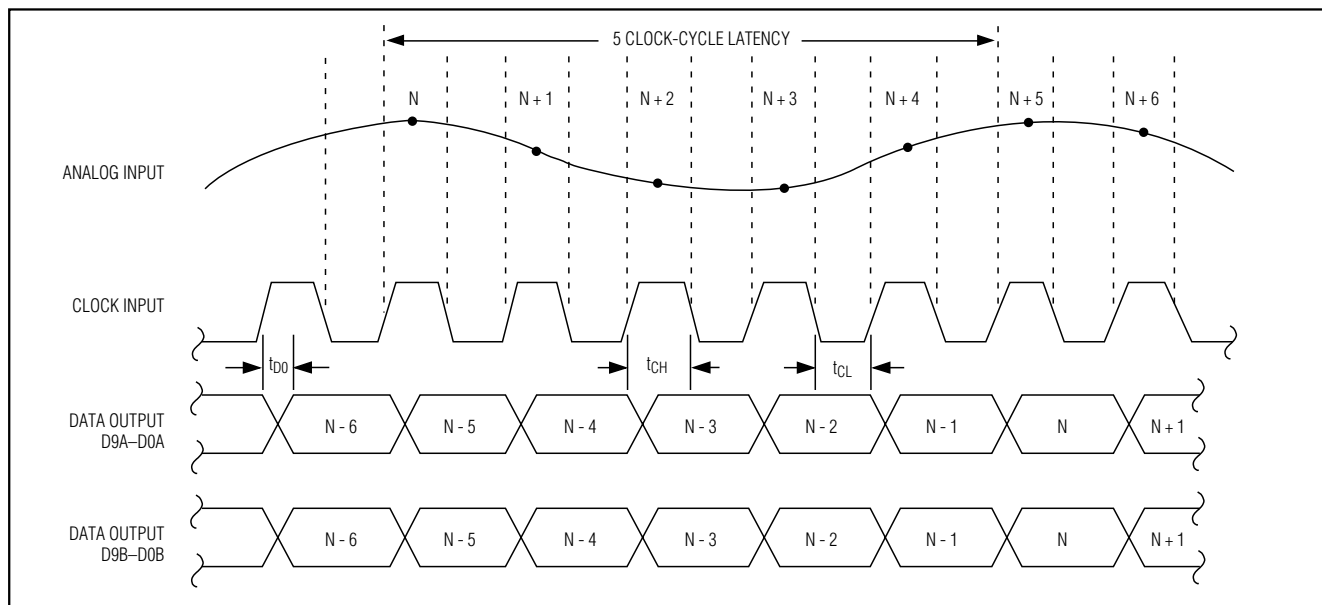 5 CLOCK-CYCLE LATENCY
N N + 1 N + 2 N + 3 N + 4 N + 5 N + 6
ANALOG INPUT
CLOCK INPUT
tD0 tCH tCL
DATA OUTPUT
D9A–D0A
N - 6 N - 5 N - 4 N - 3 N - 2 N - 1 N N + 1
DATA OUTPUT
D9B–D0B
N - 6 N - 5 N - 4 N - 3 N - 2 N - 1 N N + 1